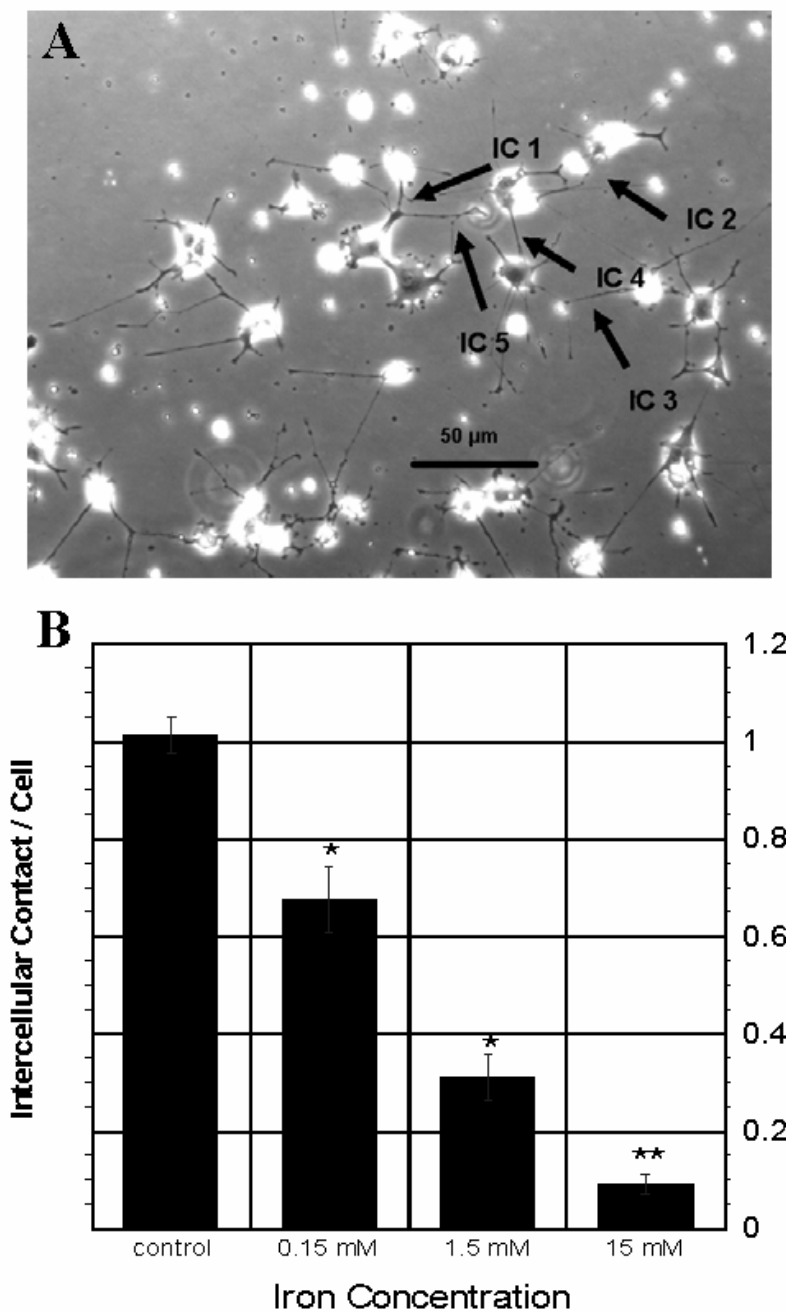 A
IC 1
IC 2
IC 4
IC 5
IC 3
50 µm
B
Intercellular Contact / Cell
1.2
1
0.8
0.6
0.4
0.2
0
*
*
**
control 0.15 mM 1.5 mM 15 mM
Iron Concentration